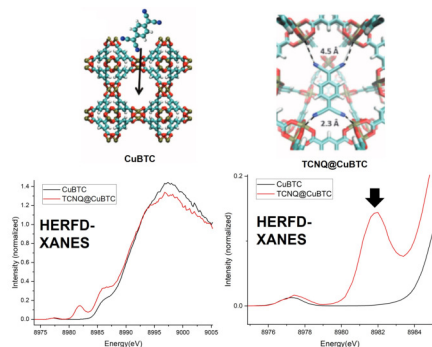 4.5 Å
2.3 Å
CuBTC
TCNQ@CuBTC
CuBTC
TCNQ@CuBTC
HERFD-
XANES
Intensity (normalized)
1.4
1.2
1.0
0.8
0.6
0.4
0.2
0.0
8975 8980 8985 8990 8995 9000 9005
Energy(eV)
CuBTC
TCNQ@CuBTC
HERFD-
XANES
Intensity (normalized)
0.2
0.1
0.0
8976 8978 8980 8982 8984
Energy(eV)